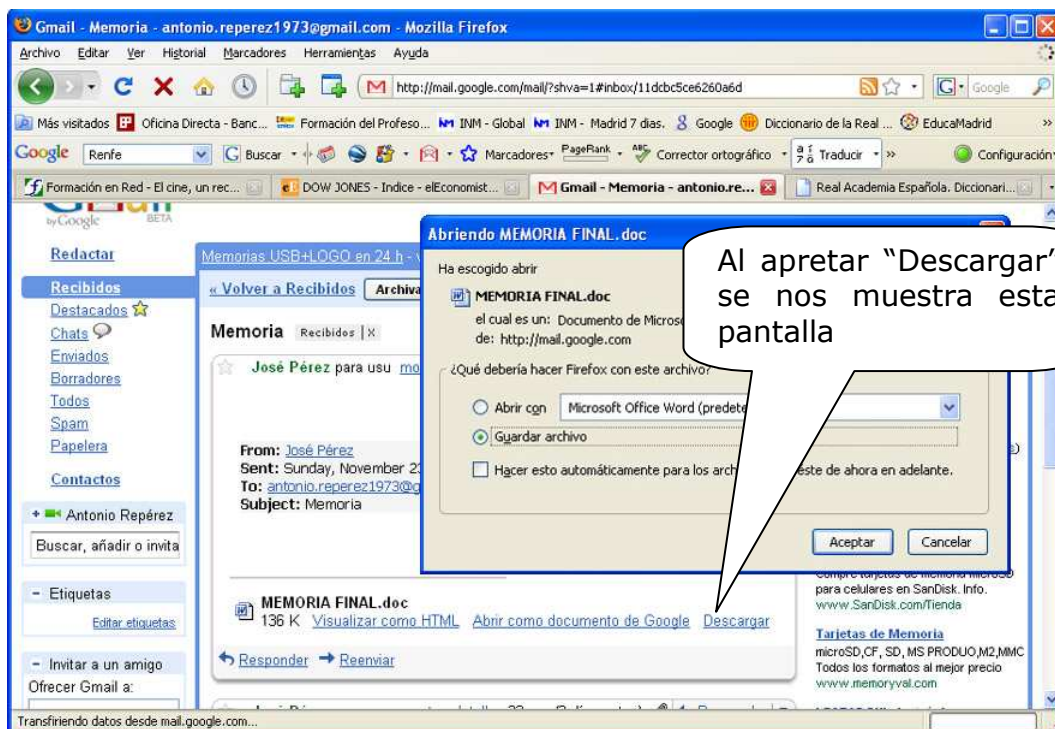 Gmail - Memoria - antonio.reperez1973@gmail.com - Mozilla Firefox
Archivo Editar Ver Historial Marcadores Herramientas Ayuda
http://mail.google.com/mail/?shva=1#inbox/11dcbc5ce6260a6d
G Google
Más visitados Oficina Directa - Banc... Formación del Profeso... INM - Global INM - Madrid 7 dias. Google Diccionario de la Real ... EducaMadrid »
Google Renfe Buscar Marcadores PageRank Corrector ortográfico Traducir » Configuración
Formación en Red - El cine, un rec... DOW JONES - Indice - elEconomist... Gmail - Memoria - antonio.re... Real Academia Española. Diccionari...
by Google BETA
Redactar
Recibidos
Destacados
Chats
Enviados
Borradores
Todos
Spam
Papelera
Contactos
+ Antonio Repérez
Buscar, añadir o invita
- Etiquetas
Editar etiquetas
- Invitar a un amigo
Ofrecer Gmail a:
Memorias USB+LOGO en 24 h -
« Volver a Recibidos Archiva
Memoria Recibidos | X
José Pérez para usu mo
From: José Pérez
Sent: Sunday, November 23
To: antonio.reperez1973@g
Subject: Memoria
MEMORIA FINAL.doc
136 K Visualizar como HTML Abrir como documento de Google Descargar
Responder Reenviar
Abriendo MEMORIA FINAL.doc
Ha escogido abrir
MEMORIA FINAL.doc
el cual es un: Documento de Microso
de: http://mail.google.com
¿Qué debería hacer Firefox con este archivo?
Abrir con Microsoft Office Word (predete
Guardar archivo
Hacer esto automáticamente para los arch este de ahora en adelante.
Aceptar Cancelar
Al apretar “Descargar”
se nos muestra esta
pantalla
Compre tarjetas de memoria microSD
para celulares en SanDisk. Info.
www.SanDisk.com/Tienda
Tarjetas de Memoria
microSD,CF, SD, MS PRODUO,M2,MMC
Todos los formatos al mejor precio
www.memoryval.com
Transfiriendo datos desde mail.google.com...